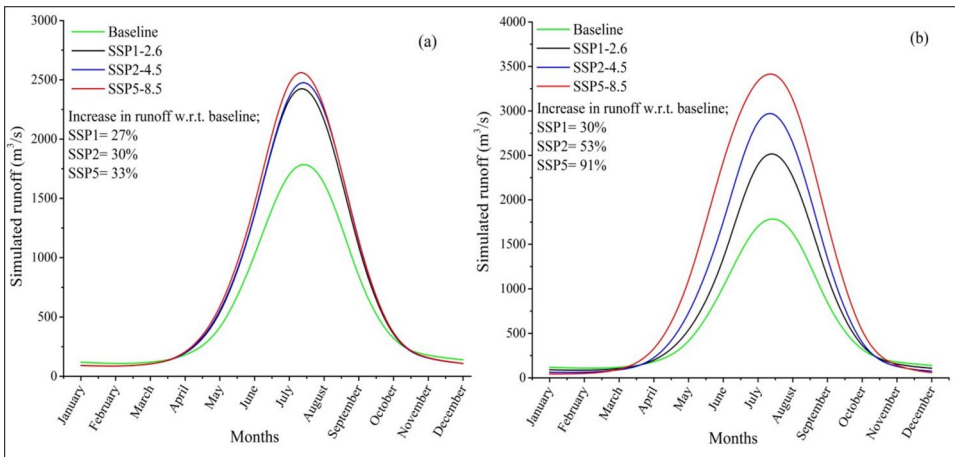 3000
2500
2000
1500
1000
500
0
Simulated runoff (m³/s)
Baseline
SSP1-2.6
SSP2-4.5
SSP5-8.5
(a)
Increase in runoff w.r.t. baseline;
SSP1= 27%
SSP2= 30%
SSP5= 33%
January
February
March
April
May
June
July
August
September
October
November
December
Months
4000
3500
3000
2500
2000
1500
1000
500
0
Simulated runoff (m³/s)
Baseline
SSP1-2.6
SSP2-4.5
SSP5-8.5
(b)
Increase in runoff w.r.t. baseline;
SSP1= 30%
SSP2= 53%
SSP5= 91%
January
February
March
April
May
June
July
August
September
October
November
December
Months